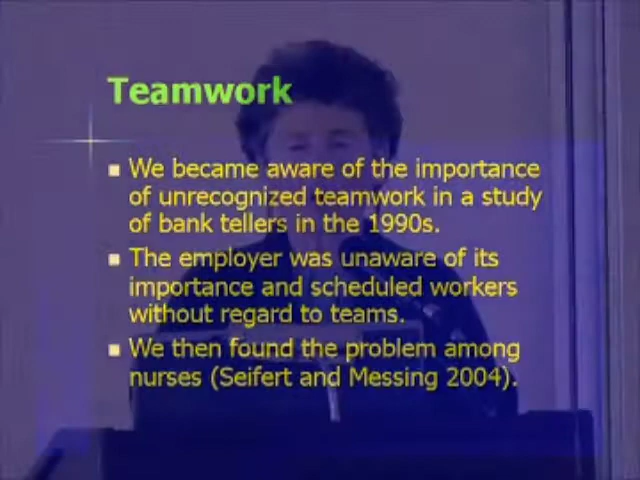 Teamwork
We became aware of the importance
of unrecognized teamwork in a study
of bank tellers in the 1990s.
The employer was unaware of its
importance and scheduled workers
without regard to teams.
We then found the problem among
nurses (Seifert and Messing 2004).